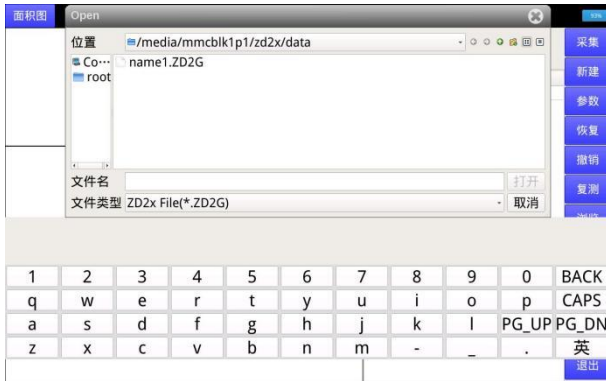 面积图
Open
93%
位置
/media/mmcblk1p1/zd2x/data
采集
Co…
name1.ZD2G
root
新建
参数
恢复
撤销
文件名
打开
复测
文件类型
ZD2x File(*.ZD2G)
取消
浏览
1 2 3 4 5 6 7 8 9 0 BACK
q w e r t y u i o p CAPS
a s d f g h j k l PG_UP PG_DN
z x c v b n m - _ . 英
退出